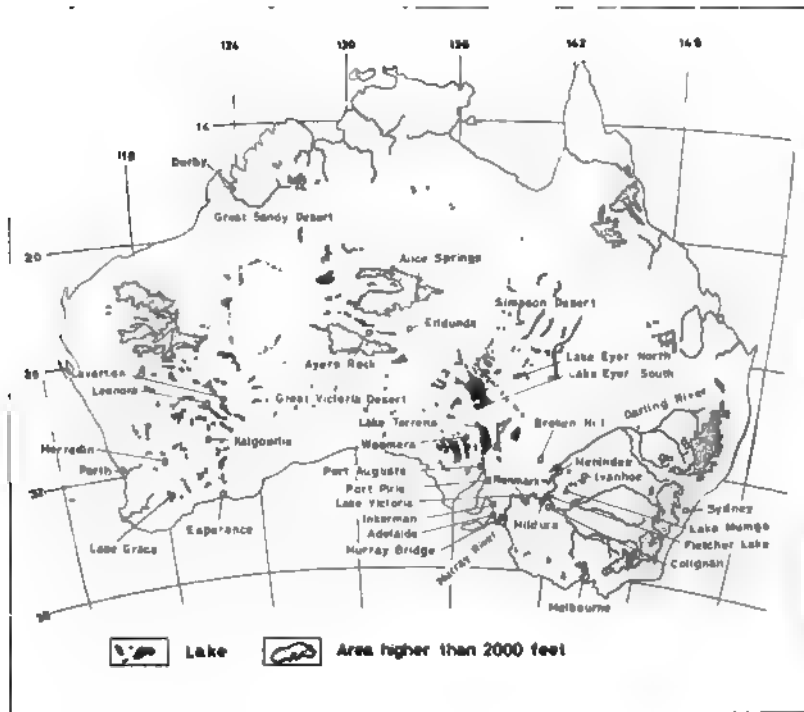 124
130
136
142
148
14
118
Derby
Great Sandy Desert
20
Alice Springs
Simpson Desert
Erldunda
Ayers Rock
Laverton
Lake Eyer North
Leonora
Lake Eyer South
Great Victoria Desert
Darling River
Lake Torrens
Kalgoorlie
Woomera
Broken Hill
Merredin
Menindee
Perth
Port Augusta
Renmark
Ivanhoe
32
Port Pirie
Lake Victoria
Sydney
Inkerman
Mildura
Lake Mungo
Esperance
Adelaide
Fletcher Lake
Lake Grace
Murray Bridge
Murray River
Colignan
Melbourne
Lake
Area higher than 2000 feet